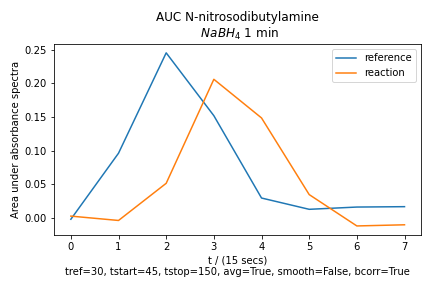 AUC N-nitrosodibutylamine
NaBH4 1 min
reference
reaction
Area under absorbance spectra
0.25
0.20
0.15
0.10
0.05
0.00
0 1 2 3 4 5 6 7
t / (15 secs)
tref=30, tstart=45, tstop=150, avg=True, smooth=False, bcorr=True